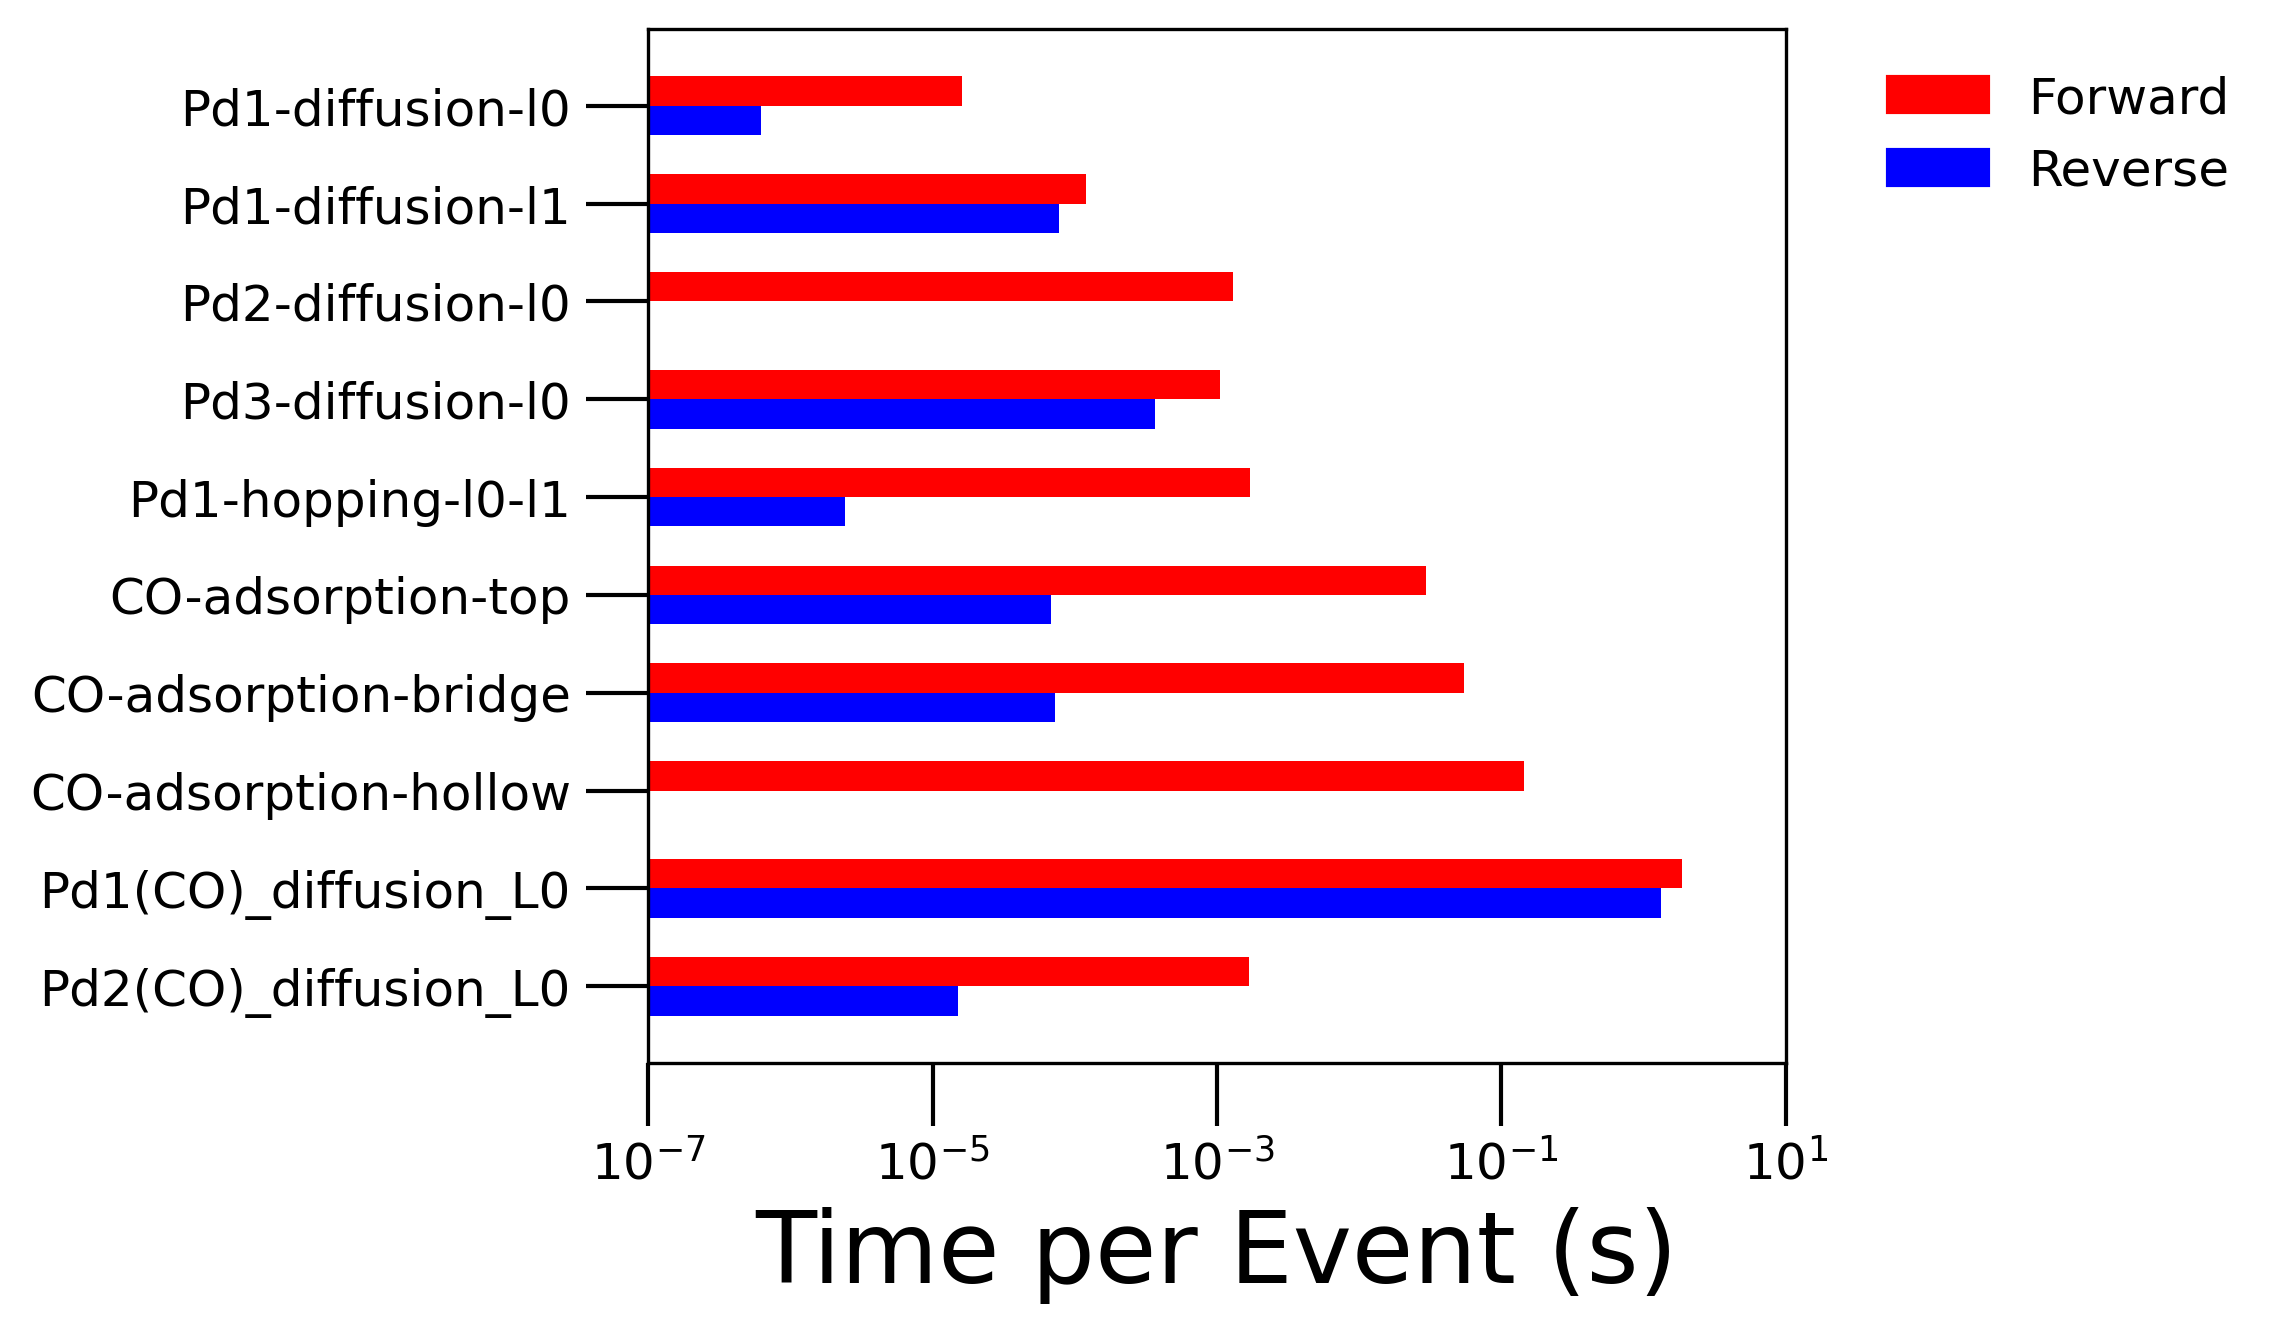 Pd1-diffusion-l0
Pd1-diffusion-l1
Pd2-diffusion-l0
Pd3-diffusion-l0
Pd1-hopping-l0-l1
CO-adsorption-top
CO-adsorption-bridge
CO-adsorption-hollow
Pd1(CO)_diffusion_L0
Pd2(CO)_diffusion_L0
10⁻⁷ 10⁻⁵ 10⁻³ 10⁻¹ 10¹
Time per Event (s)
Forward
Reverse